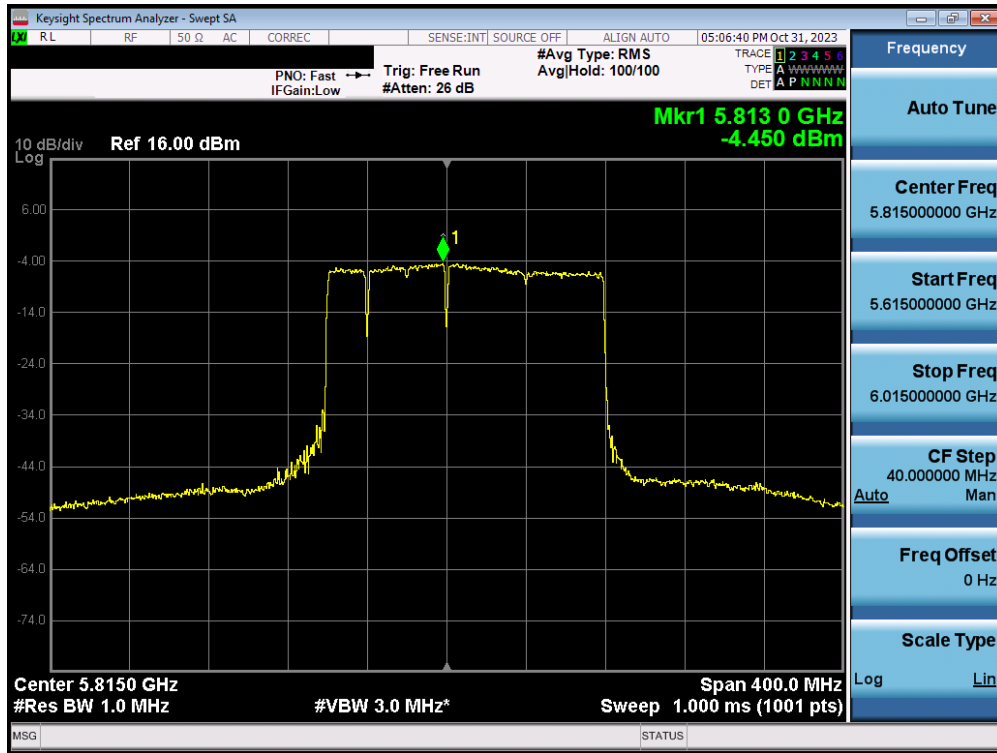 Keysight Spectrum Analyzer - Swept SA
LXI RL RF 50 Ω AC CORREC SENSE:INT SOURCE OFF ALIGN AUTO 05:06:40 PM Oct 31, 2023
PNO: Fast
IFGain:Low
Trig: Free Run
#Atten: 26 dB
#Avg Type: RMS
Avg|Hold: 100/100
TRACE 1 2 3 4 5 6
TYPE A WWWWW
DET A P N N N N
Mkr1 5.813 0 GHz
-4.450 dBm
10 dB/div Ref 16.00 dBm
Log
1
6.00
-4.00
-14.0
-24.0
-34.0
-44.0
-54.0
-64.0
-74.0
Center 5.8150 GHz Span 400.0 MHz
#Res BW 1.0 MHz #VBW 3.0 MHz* Sweep 1.000 ms (1001 pts)
MSG STATUS
Frequency
Auto Tune
Center Freq
5.815000000 GHz
Start Freq
5.615000000 GHz
Stop Freq
6.015000000 GHz
CF Step
40.000000 MHz
Auto Man
Freq Offset
0 Hz
Scale Type
Log Lin